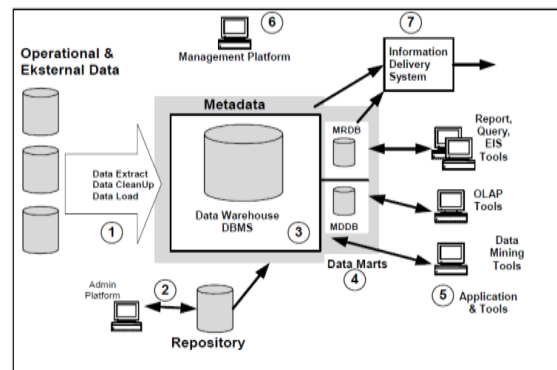 6
Management Platform
7
Information
Delivery
System
Operational &
Eksternal Data
Metadata
MRDB
Report,
Query,
EIS
Tools
Data Extract
Data CleanUp
Data Load
1
Data Warehouse
DBMS
3
MDDB
OLAP
Tools
Data Marts
4
Data
Mining
Tools
5
Application
& Tools
Admin
Platform
2
Repository